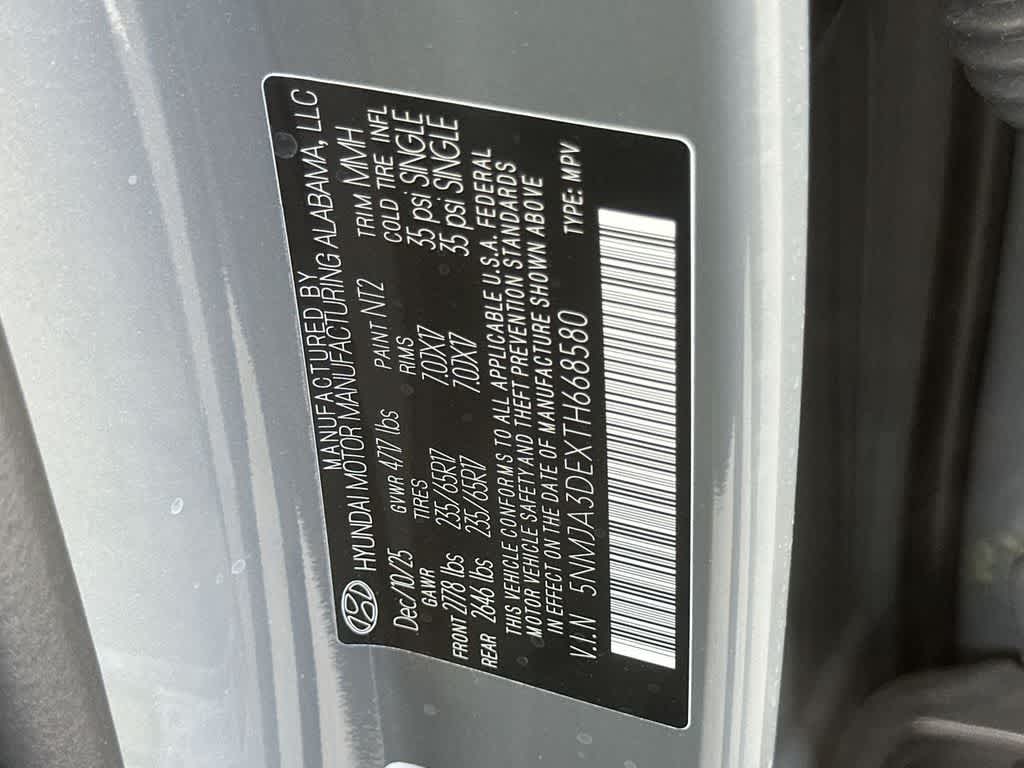 MANUFACTURED BY
HYUNDAI MOTOR MANUFACTURING ALABAMA, LLC
Dec/10/25 GVWR 4717 lbs PAINT NT2 TRIM MMH
GAWR TIRES RIMS COLD TIRE INFL
FRONT 2778 lbs 235/65R17 7.0X17 35 psi SINGLE
REAR 2646 lbs 235/65R17 7.0X17 35 psi SINGLE
THIS VEHICLE CONFORMS TO ALL APPLICABLE U.S.A. FEDERAL
MOTOR VEHICLE SAFETY AND THEFT PREVENTION STANDARDS
IN EFFECT ON THE DATE OF MANUFACTURE SHOWN ABOVE
V.I.N 5NMJA3DEXTH668580 TYPE: MPV